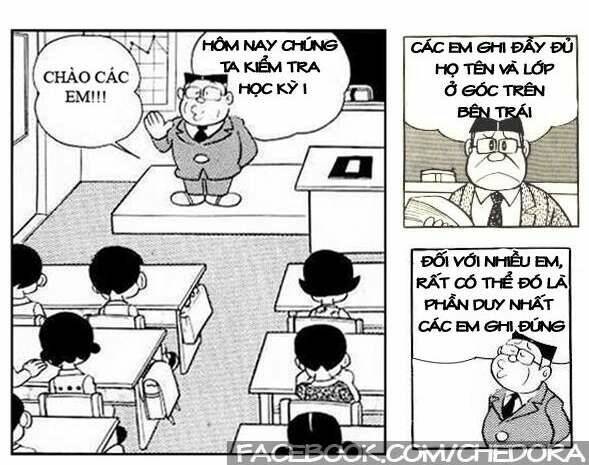 CHÀO CÁC
EM!!!
HÔM NAY CHÚNG
TA KIỂM TRA
HỌC KỲ I
CÁC EM GHI ĐẦY ĐỦ
HỌ TÊN VÀ LỚP
Ở GÓC TRÊN
BÊN TRÁI
ĐỐI VỚI NHIỀU EM,
RẤT CÓ THỂ ĐÓ LÀ
PHẦN DUY NHẤT
CÁC EM GHI ĐÚNG
FACEBOOK.COM/CHEDORA